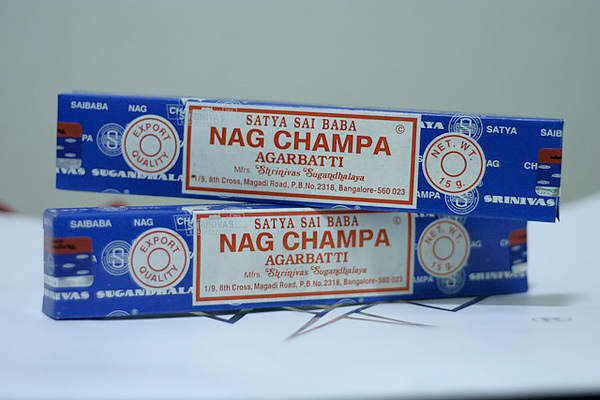 SAIBABA NAG CHAMPA
EXPORT
QUALITY
SATYA SAI BABA
NAG CHAMPA
AGARBATTI
Mfrs. Shrinivas Sugandhalaya
1/9, 8th Cross, Magadi Road, P.B.No.2318, Bangalore-560 023
©
SATYA SAI
NET. WT.
15 g.
SUGANDHALAYA
SRINIVAS
SAIBABA NAG
EXPORT
QUALITY
SATYA SAI BABA
NAG CHAMPA
AGARBATTI
Mfrs. Shrinivas Sugandhalaya
1/9, 8th Cross, Magadi Road, P.B.No.2318, Bangalore-560 023
NET. WT.
15 g.
SUGANDHALAYA
SRINIVAS